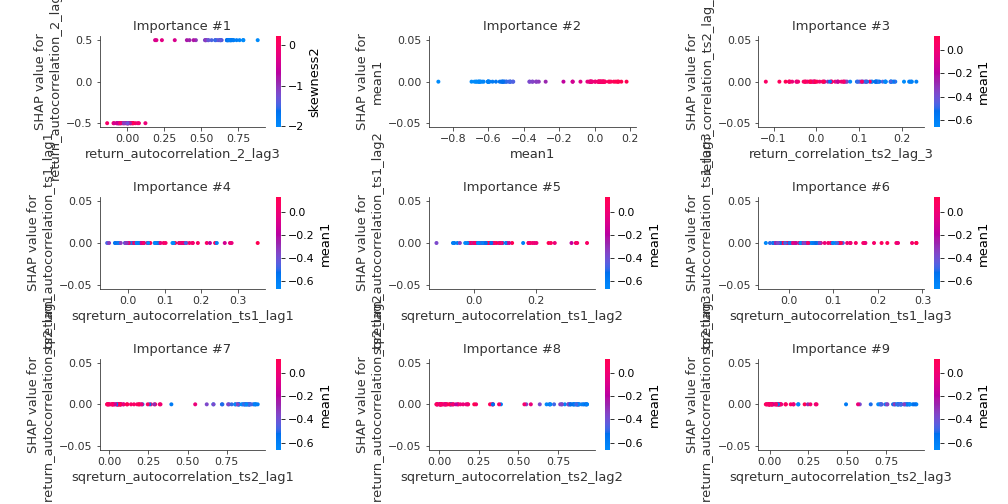 Importance #1
Importance #2
Importance #3
SHAP value for
return_autocorrelation_2_lag3
0.5
0.0
−0.5
0.00 0.25 0.50 0.75
return_autocorrelation_2_lag3
0
−1
−2
skewness2
SHAP value for
mean1
0.05
0.00
−0.05
−0.8 −0.6 −0.4 −0.2 0.0 0.2
mean1
SHAP value for
return_correlation_ts2_lag_3
0.05
0.00
−0.05
−0.1 0.0 0.1 0.2
return_correlation_ts2_lag_3
0.0
−0.2
−0.4
−0.6
mean1
Importance #4
Importance #5
Importance #6
SHAP value for
sqreturn_autocorrelation_ts1_lag1
0.05
0.00
−0.05
0.0 0.1 0.2 0.3
sqreturn_autocorrelation_ts1_lag1
0.0
−0.2
−0.4
−0.6
mean1
SHAP value for
sqreturn_autocorrelation_ts1_lag2
0.05
0.00
−0.05
0.0 0.2
sqreturn_autocorrelation_ts1_lag2
0.0
−0.2
−0.4
−0.6
mean1
SHAP value for
sqreturn_autocorrelation_ts1_lag3
0.05
0.00
−0.05
0.0 0.1 0.2 0.3
sqreturn_autocorrelation_ts1_lag3
0.0
−0.2
−0.4
−0.6
mean1
Importance #7
Importance #8
Importance #9
SHAP value for
sqreturn_autocorrelation_ts2_lag1
0.05
0.00
−0.05
0.00 0.25 0.50 0.75
sqreturn_autocorrelation_ts2_lag1
0.0
−0.2
−0.4
−0.6
mean1
SHAP value for
sqreturn_autocorrelation_ts2_lag2
0.05
0.00
−0.05
0.00 0.25 0.50 0.75
sqreturn_autocorrelation_ts2_lag2
0.0
−0.2
−0.4
−0.6
mean1
SHAP value for
sqreturn_autocorrelation_ts2_lag3
0.05
0.00
−0.05
0.00 0.25 0.50 0.75
sqreturn_autocorrelation_ts2_lag3
0.0
−0.2
−0.4
−0.6
mean1